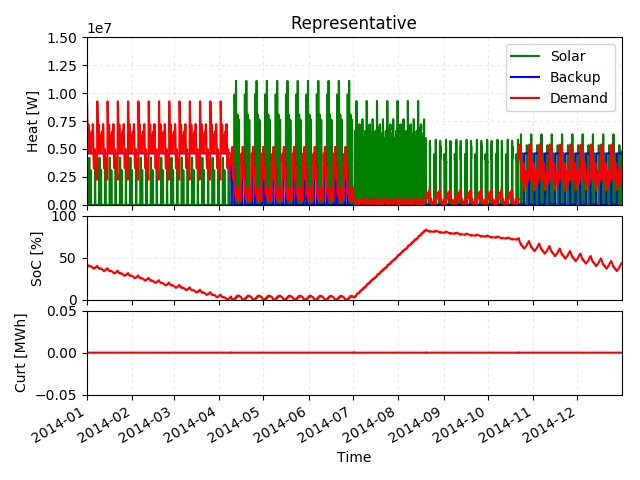 Representative
1e7
1.50
1.25
1.00
0.75
0.50
0.25
0.00
Heat [W]
Solar
Backup
Demand
100
50
0
SoC [%]
0.05
0.00
−0.05
Curt [MWh]
2014-01
2014-02
2014-03
2014-04
2014-05
2014-06
2014-07
2014-08
2014-09
2014-10
2014-11
2014-12
Time